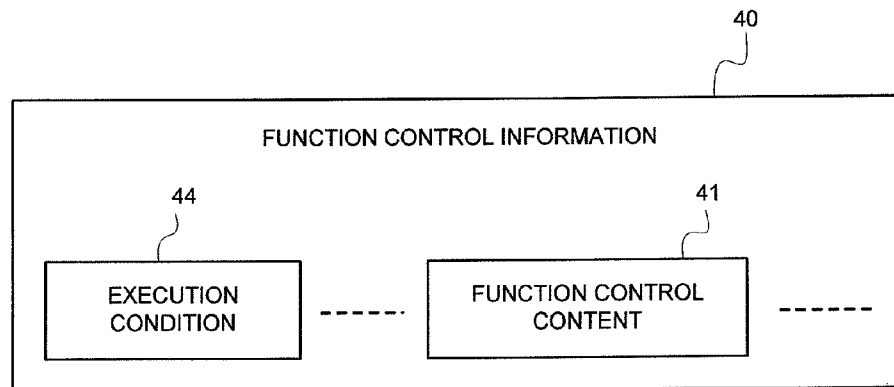 40
FUNCTION CONTROL INFORMATION
44
41
EXECUTION
CONDITION
FUNCTION CONTROL
CONTENT